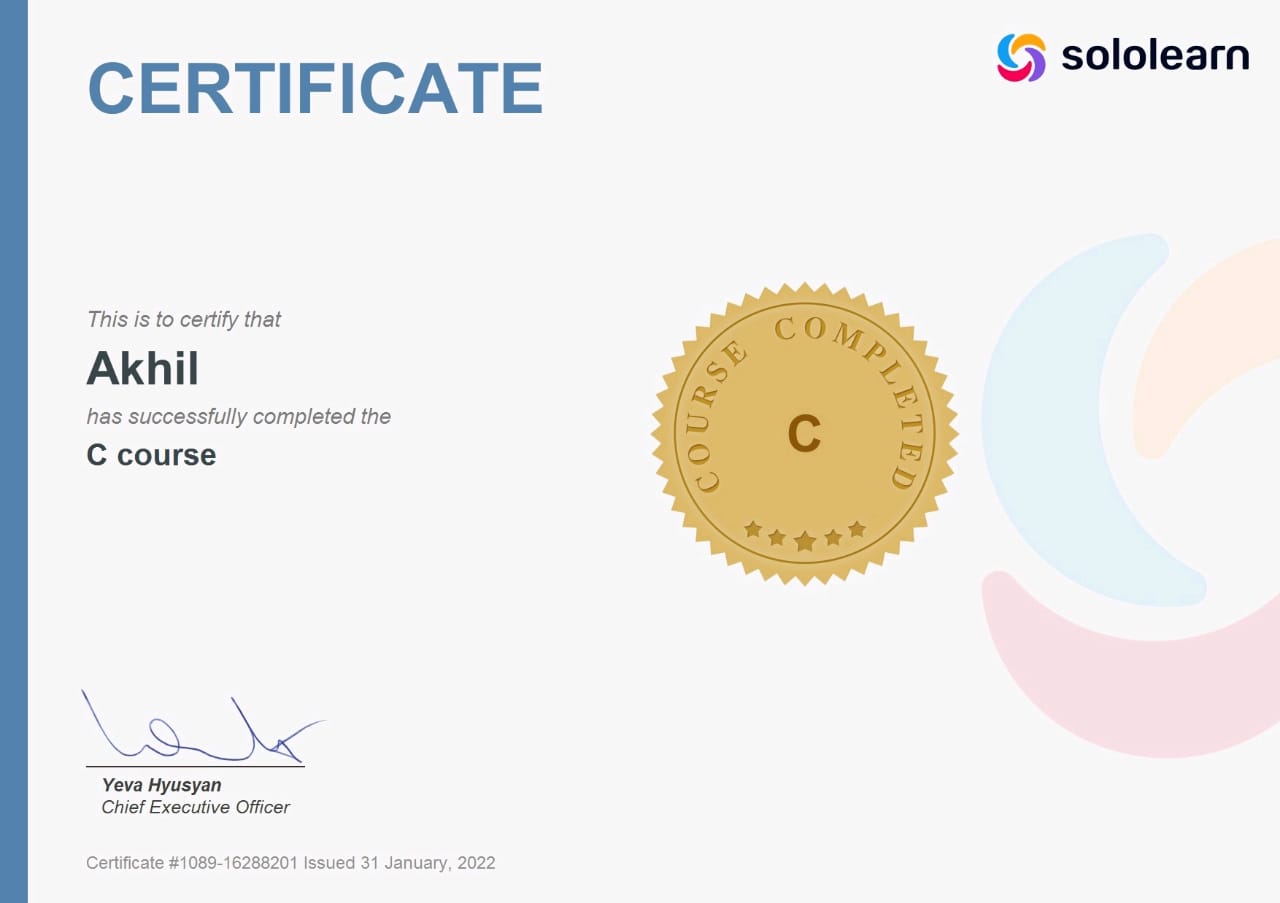 CERTIFICATE
sololearn
This is to certify that
Akhil
has successfully completed the
C course
COURSE COMPLETED
C
Yeva Hyusyan
Chief Executive Officer
Certificate #1089-16288201 Issued 31 January, 2022